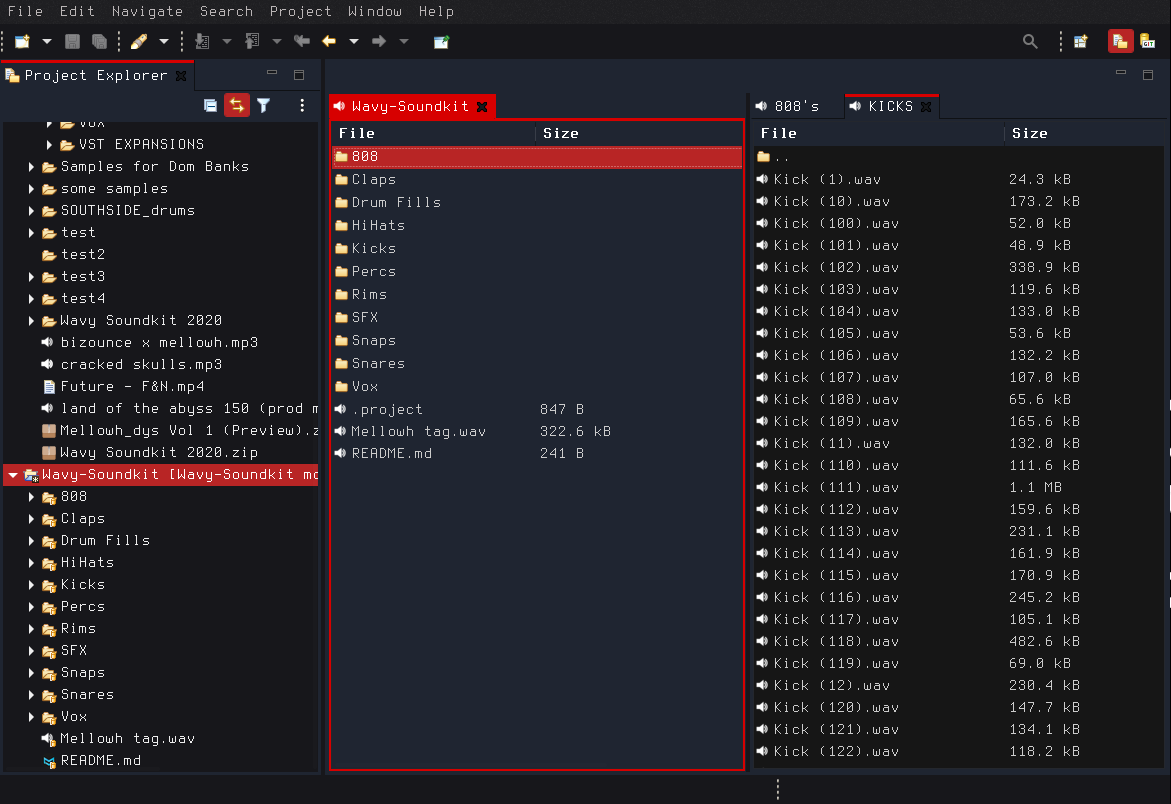 File Edit Navigate Search Project Window Help
GIT
Project Explorer
Vox
VST EXPANSIONS
Samples for Dom Banks
some samples
SOUTHSIDE_drums
test
test2
test3
test4
Wavy Soundkit 2020
bizounce x mellowh.mp3
cracked skulls.mp3
Future - F&N.mp4
land of the abyss 150 (prod m
Mellowh_dys Vol 1 (Preview).z
Wavy Soundkit 2020.zip
Wavy-Soundkit [Wavy-Soundkit mo
808
Claps
Drum Fills
HiHats
Kicks
Percs
Rims
SFX
Snaps
Snares
Vox
Mellowh tag.wav
README.md
Wavy-Soundkit
File Size
808
Claps
Drum Fills
HiHats
Kicks
Percs
Rims
SFX
Snaps
Snares
Vox
.project 847 B
Mellowh tag.wav 322.6 kB
README.md 241 B
808's KICKS
File Size
..
Kick (1).wav 24.3 kB
Kick (10).wav 173.2 kB
Kick (100).wav 52.0 kB
Kick (101).wav 48.9 kB
Kick (102).wav 338.9 kB
Kick (103).wav 119.6 kB
Kick (104).wav 133.0 kB
Kick (105).wav 53.6 kB
Kick (106).wav 132.2 kB
Kick (107).wav 107.0 kB
Kick (108).wav 65.6 kB
Kick (109).wav 165.6 kB
Kick (11).wav 132.0 kB
Kick (110).wav 111.6 kB
Kick (111).wav 1.1 MB
Kick (112).wav 159.6 kB
Kick (113).wav 231.1 kB
Kick (114).wav 161.9 kB
Kick (115).wav 170.9 kB
Kick (116).wav 245.2 kB
Kick (117).wav 105.1 kB
Kick (118).wav 482.6 kB
Kick (119).wav 69.0 kB
Kick (12).wav 230.4 kB
Kick (120).wav 147.7 kB
Kick (121).wav 134.1 kB
Kick (122).wav 118.2 kB